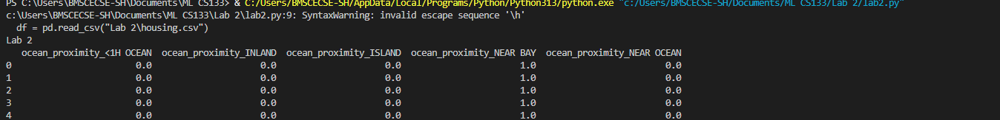 PS C:\Users\BMSCECSE-SH\Documents\ML CS133> & C:/Users/BMSCECSE-SH/AppData/Local/Programs/Python/Python313/python.exe "c:/Users/BMSCECSE-SH/Documents/ML CS133/Lab 2/lab2.py"
c:\Users\BMSCECSE-SH\Documents\ML CS133\Lab 2\lab2.py:9: SyntaxWarning: invalid escape sequence '\h'
  df = pd.read_csv("Lab 2\housing.csv")
Lab 2
   ocean_proximity_<1H OCEAN  ocean_proximity_INLAND  ocean_proximity_ISLAND  ocean_proximity_NEAR BAY  ocean_proximity_NEAR OCEAN
0                        0.0                     0.0                     0.0                       1.0                         0.0
1                        0.0                     0.0                     0.0                       1.0                         0.0
2                        0.0                     0.0                     0.0                       1.0                         0.0
3                        0.0                     0.0                     0.0                       1.0                         0.0
4                        0.0                     0.0                     0.0                       1.0                         0.0